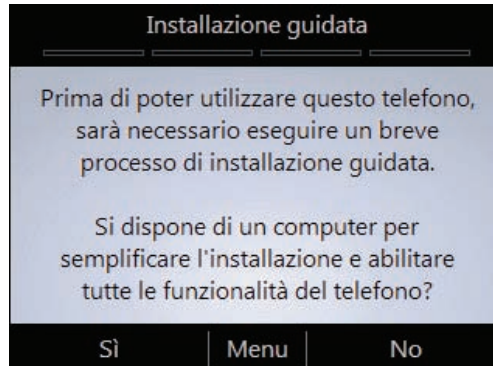 Installazione guidata
Prima di poter utilizzare questo telefono,
sarà necessario eseguire un breve
processo di installazione guidata.
Si dispone di un computer per
semplificare l'installazione e abilitare
tutte le funzionalità del telefono?
Sì Menu No